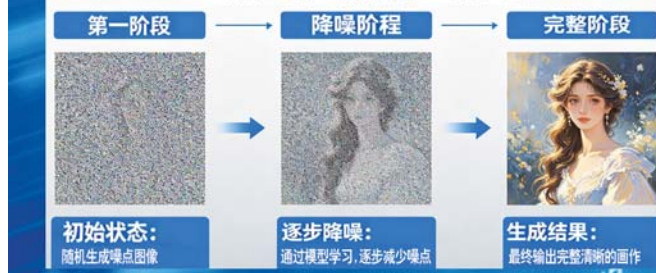 第一阶段
降噪阶程
完整阶段
初始状态：
随机生成噪点图像
逐步降噪：
通过模型学习，逐步减少噪点
生成结果：
最终输出完整清晰的画作